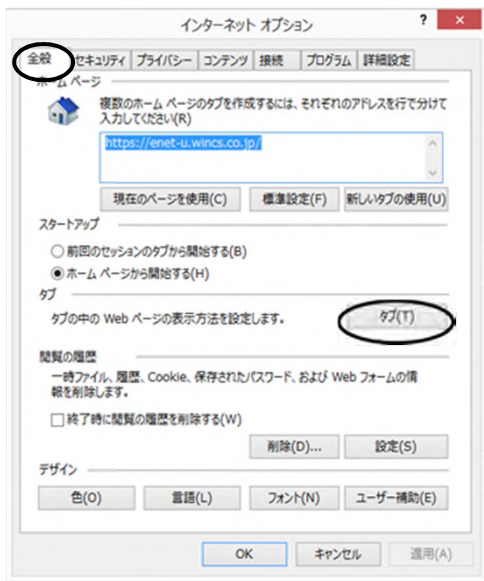 インターネット オプション ? ×
全般 セキュリティ プライバシー コンテンツ 接続 プログラム 詳細設定
ホーム ページ
複数のホーム ページのタブを作成するには、それぞれのアドレスを行で分けて
入力してください(R)
https://enet-u.wincs.co.jp/
現在のページを使用(C) 標準設定(F) 新しいタブの使用(U)
スタートアップ
前回のセッションのタブから開始する(B)
ホーム ページから開始する(H)
タブ
タブの中の Web ページの表示方法を設定します。 タブ(T)
閲覧の履歴
一時ファイル、履歴、Cookie、保存されたパスワード、および Web フォームの情
報を削除します。
終了時に閲覧の履歴を削除する(W)
削除(D)... 設定(S)
デザイン
色(O) 言語(L) フォント(N) ユーザー補助(E)
OK キャンセル 適用(A)